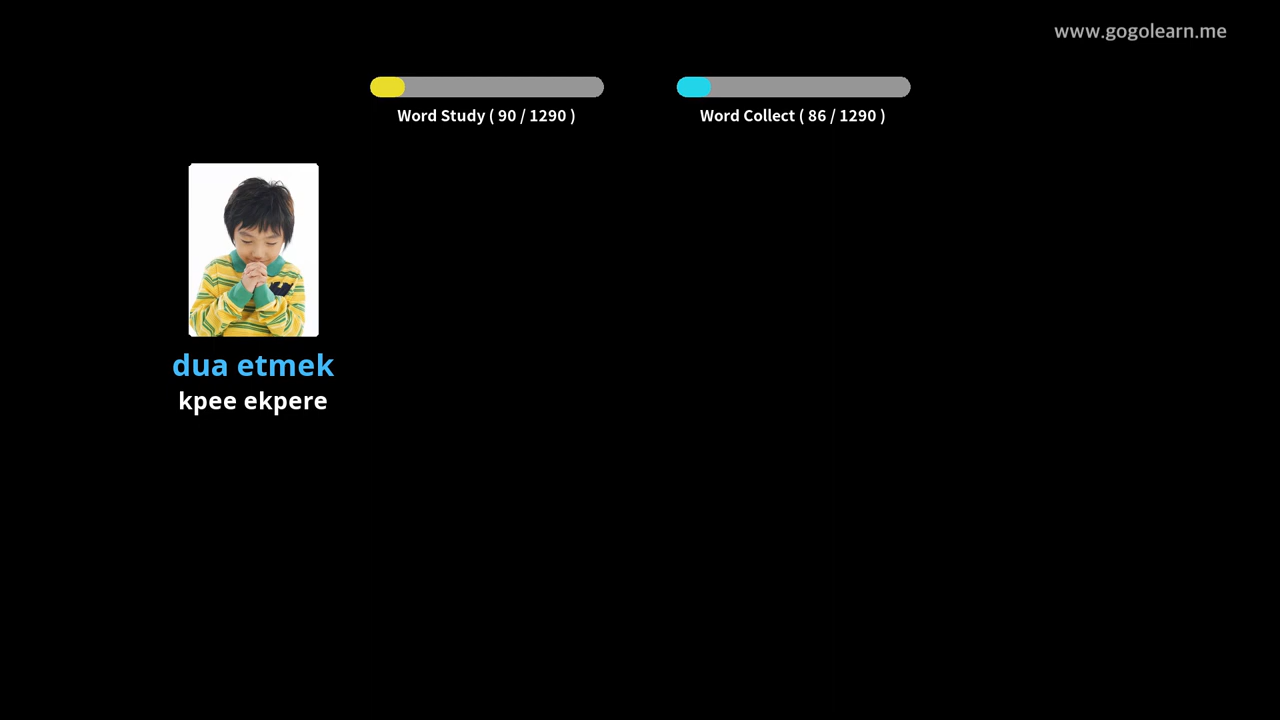 www.gogolearn.me
Word Study ( 90 / 1290 )
Word Collect ( 86 / 1290 )
dua etmek
kpee ekpere